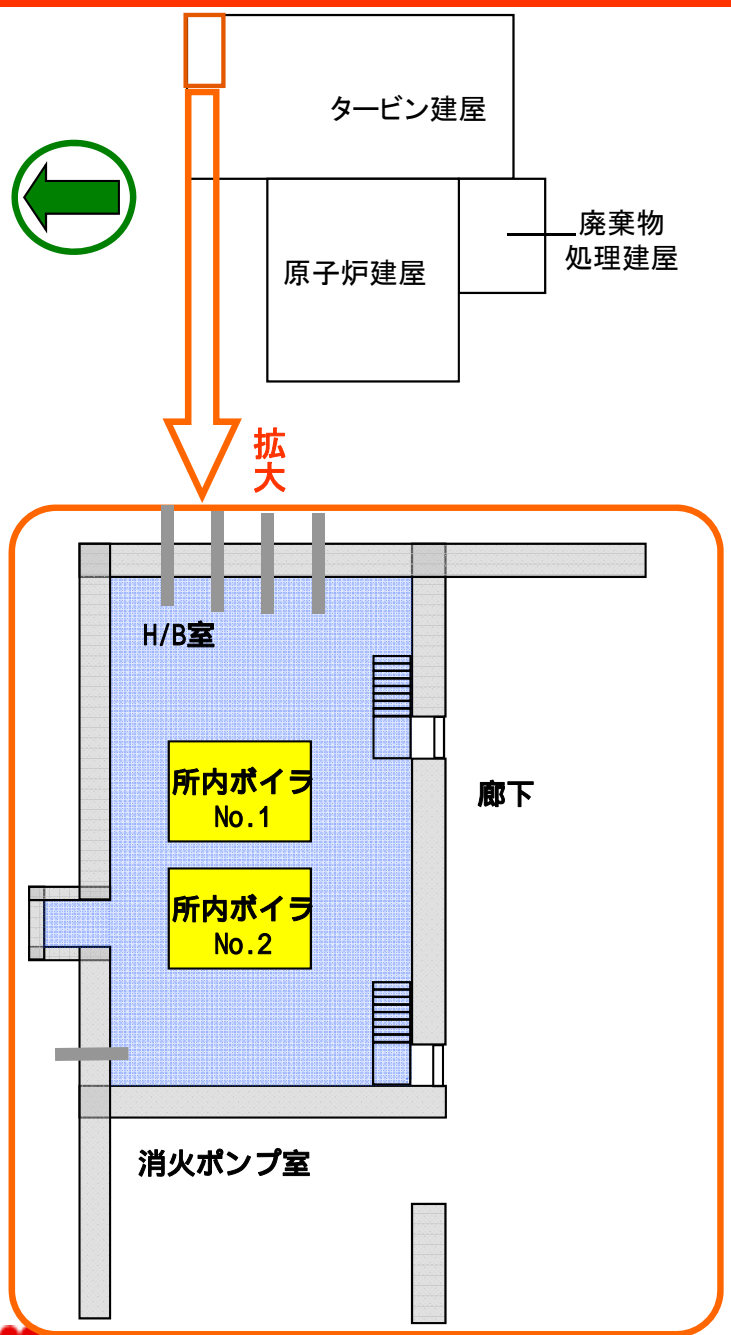 タービン建屋
廃棄物
処理建屋
原子炉建屋
拡
大
H/B室
所内ボイラ
No.1
廊下
所内ボイラ
No.2
消火ポンプ室